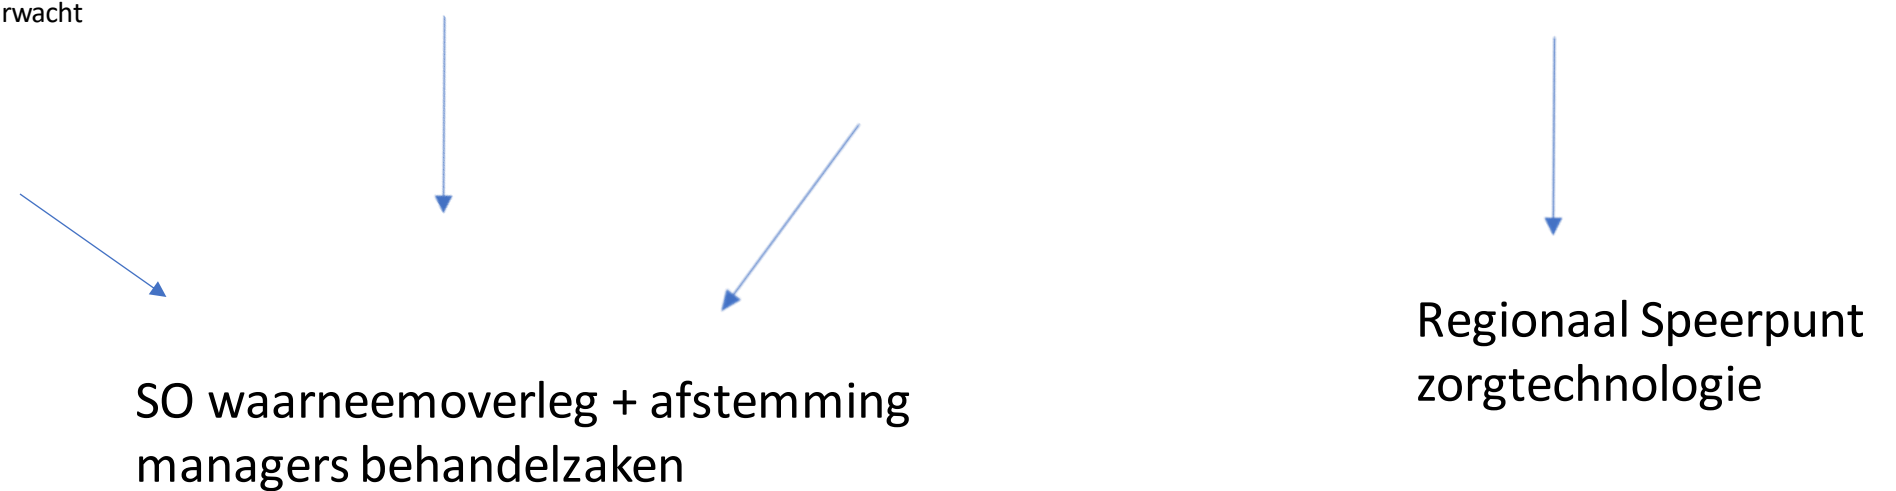 rwacht
Regionaal Speerpunt
zorgtechnologie
SO waarneemoverleg + afstemming
managers behandelzaken